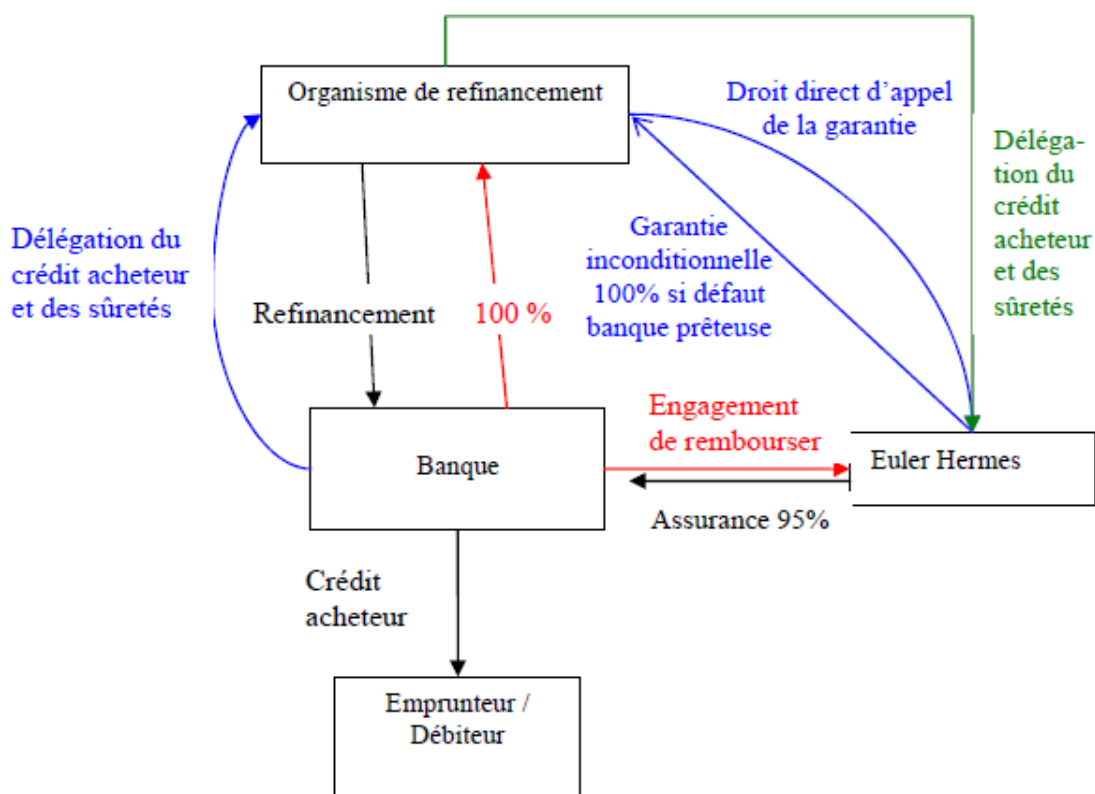 Organisme de refinancement
Droit direct d’appel
de la garantie
Déléga-
tion du
crédit
acheteur
et des
sûretés
Délégation du
crédit acheteur
et des sûretés
Garantie
inconditionnelle
100% si défaut
banque prêteuse
Refinancement
100 %
Engagement
de rembourser
Banque
Euler Hermes
Assurance 95%
Crédit
acheteur
Emprunteur /
Débiteur